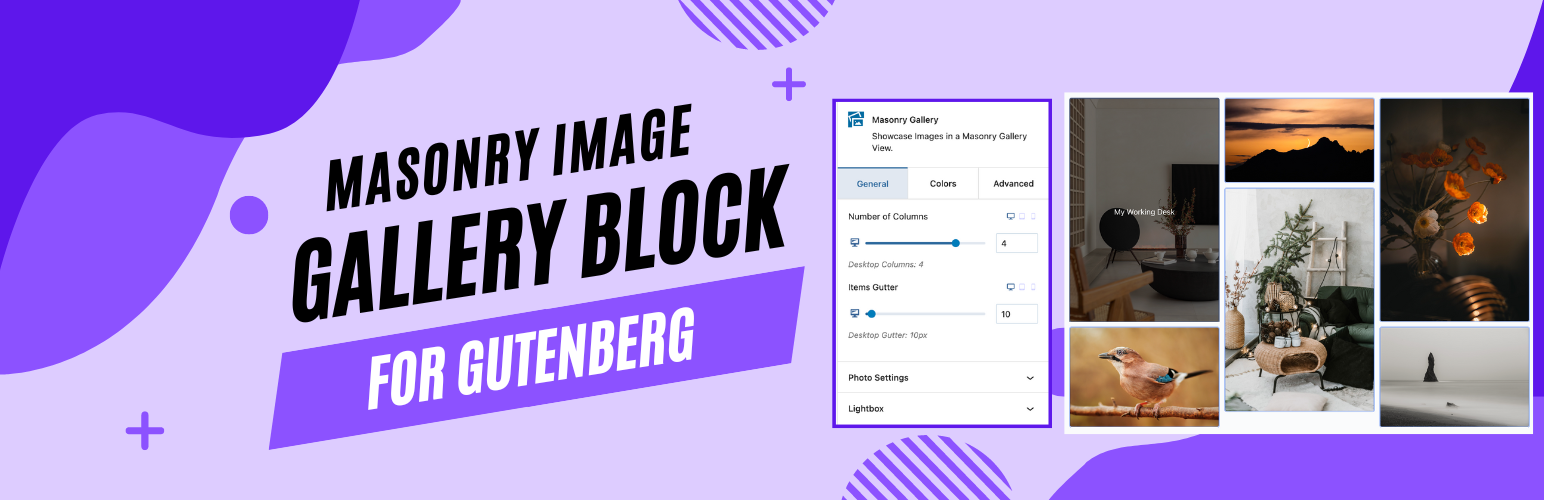 MASONRY IMAGE
GALLERY BLOCK
FOR GUTENBERG
Masonry Gallery
Showcase Images in a Masonry Gallery
View.
General
Colors
Advanced
Number of Columns
4
Desktop Columns: 4
Items Gutter
10
Desktop Gutter: 10px
Photo Settings
Lightbox
My Working Desk